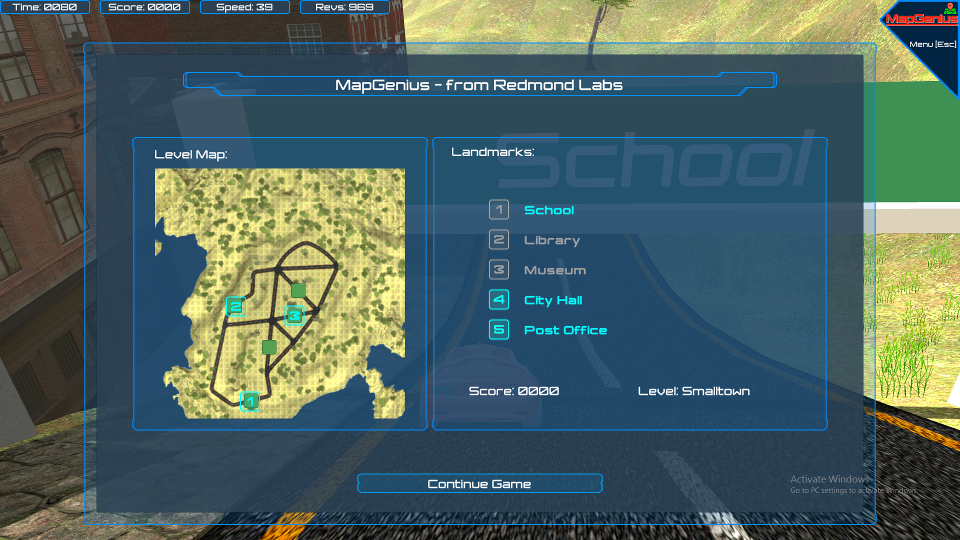 Time: 0080 Score: 0000 Speed: 39 Revs: 969
MapGenius
Menu [Esc]
MapGenius - from Redmond Labs
School
Level Map:
Landmarks:
1 School
2 Library
3 Museum
4 City Hall
5 Post Office
2
3
1
Score: 0000 Level: Smalltown
Continue Game
Activate Windows
Go to PC settings to activate Windows.